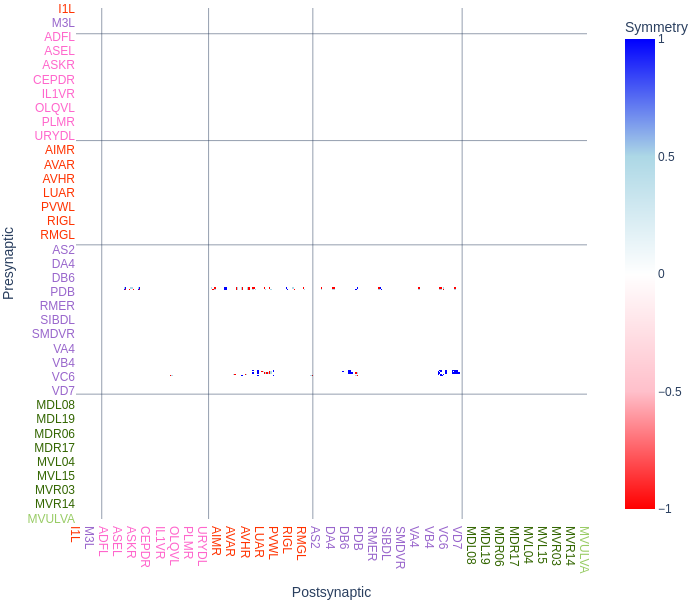 Symmetry
1
0.5
0
−0.5
−1
Presynaptic
I1L
M3L
ADFL
ASEL
ASKR
CEPDR
IL1VR
OLQVL
PLMR
URYDL
AIMR
AVAR
AVHR
LUAR
PVWL
RIGL
RMGL
AS2
DA4
DB6
PDB
RMER
SIBDL
SMDVR
VA4
VB4
VC6
VD7
MDL08
MDL19
MDR06
MDR17
MVL04
MVL15
MVR03
MVR14
MVULVA
I1L
M3L
ADFL
ASEL
ASKR
CEPDR
IL1VR
OLQVL
PLMR
URYDL
AIMR
AVAR
AVHR
LUAR
PVWL
RIGL
RMGL
AS2
DA4
DB6
PDB
RMER
SIBDL
SMDVR
VA4
VB4
VC6
VD7
MDL08
MDL19
MDR06
MDR17
MVL04
MVL15
MVR03
MVR14
MVULVA
Postsynaptic